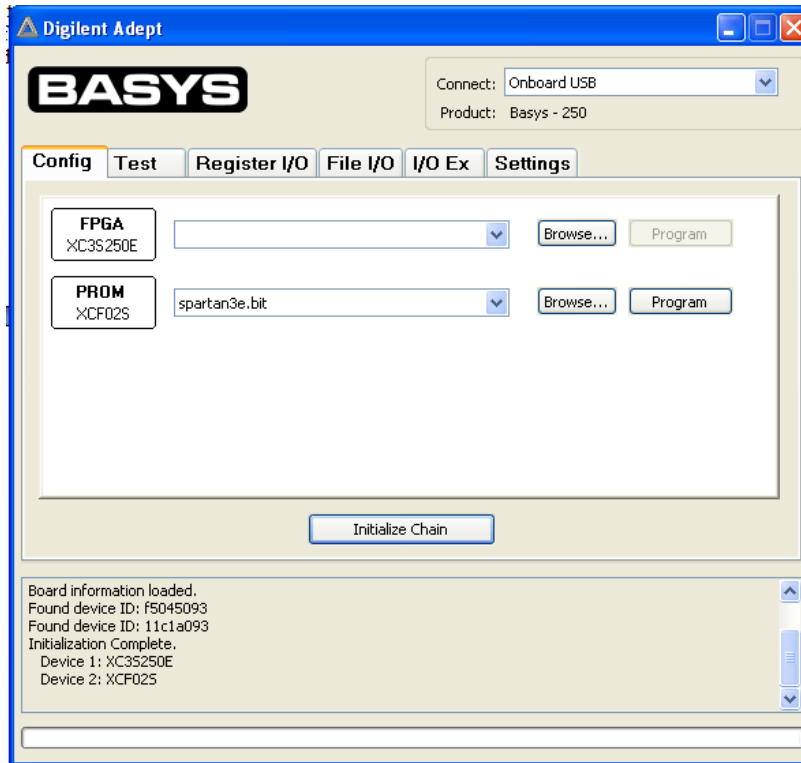 Digilent Adept
BASYS
Connect: Onboard USB
Product: Basys - 250
Config Test Register I/O File I/O I/O Ex Settings
FPGA
XC3S250E
Browse... Program
PROM
XCF02S
spartan3e.bit Browse... Program
Initialize Chain
Board information loaded.
Found device ID: f5045093
Found device ID: 11c1a093
Initialization Complete.
Device 1: XC3S250E
Device 2: XCF02S